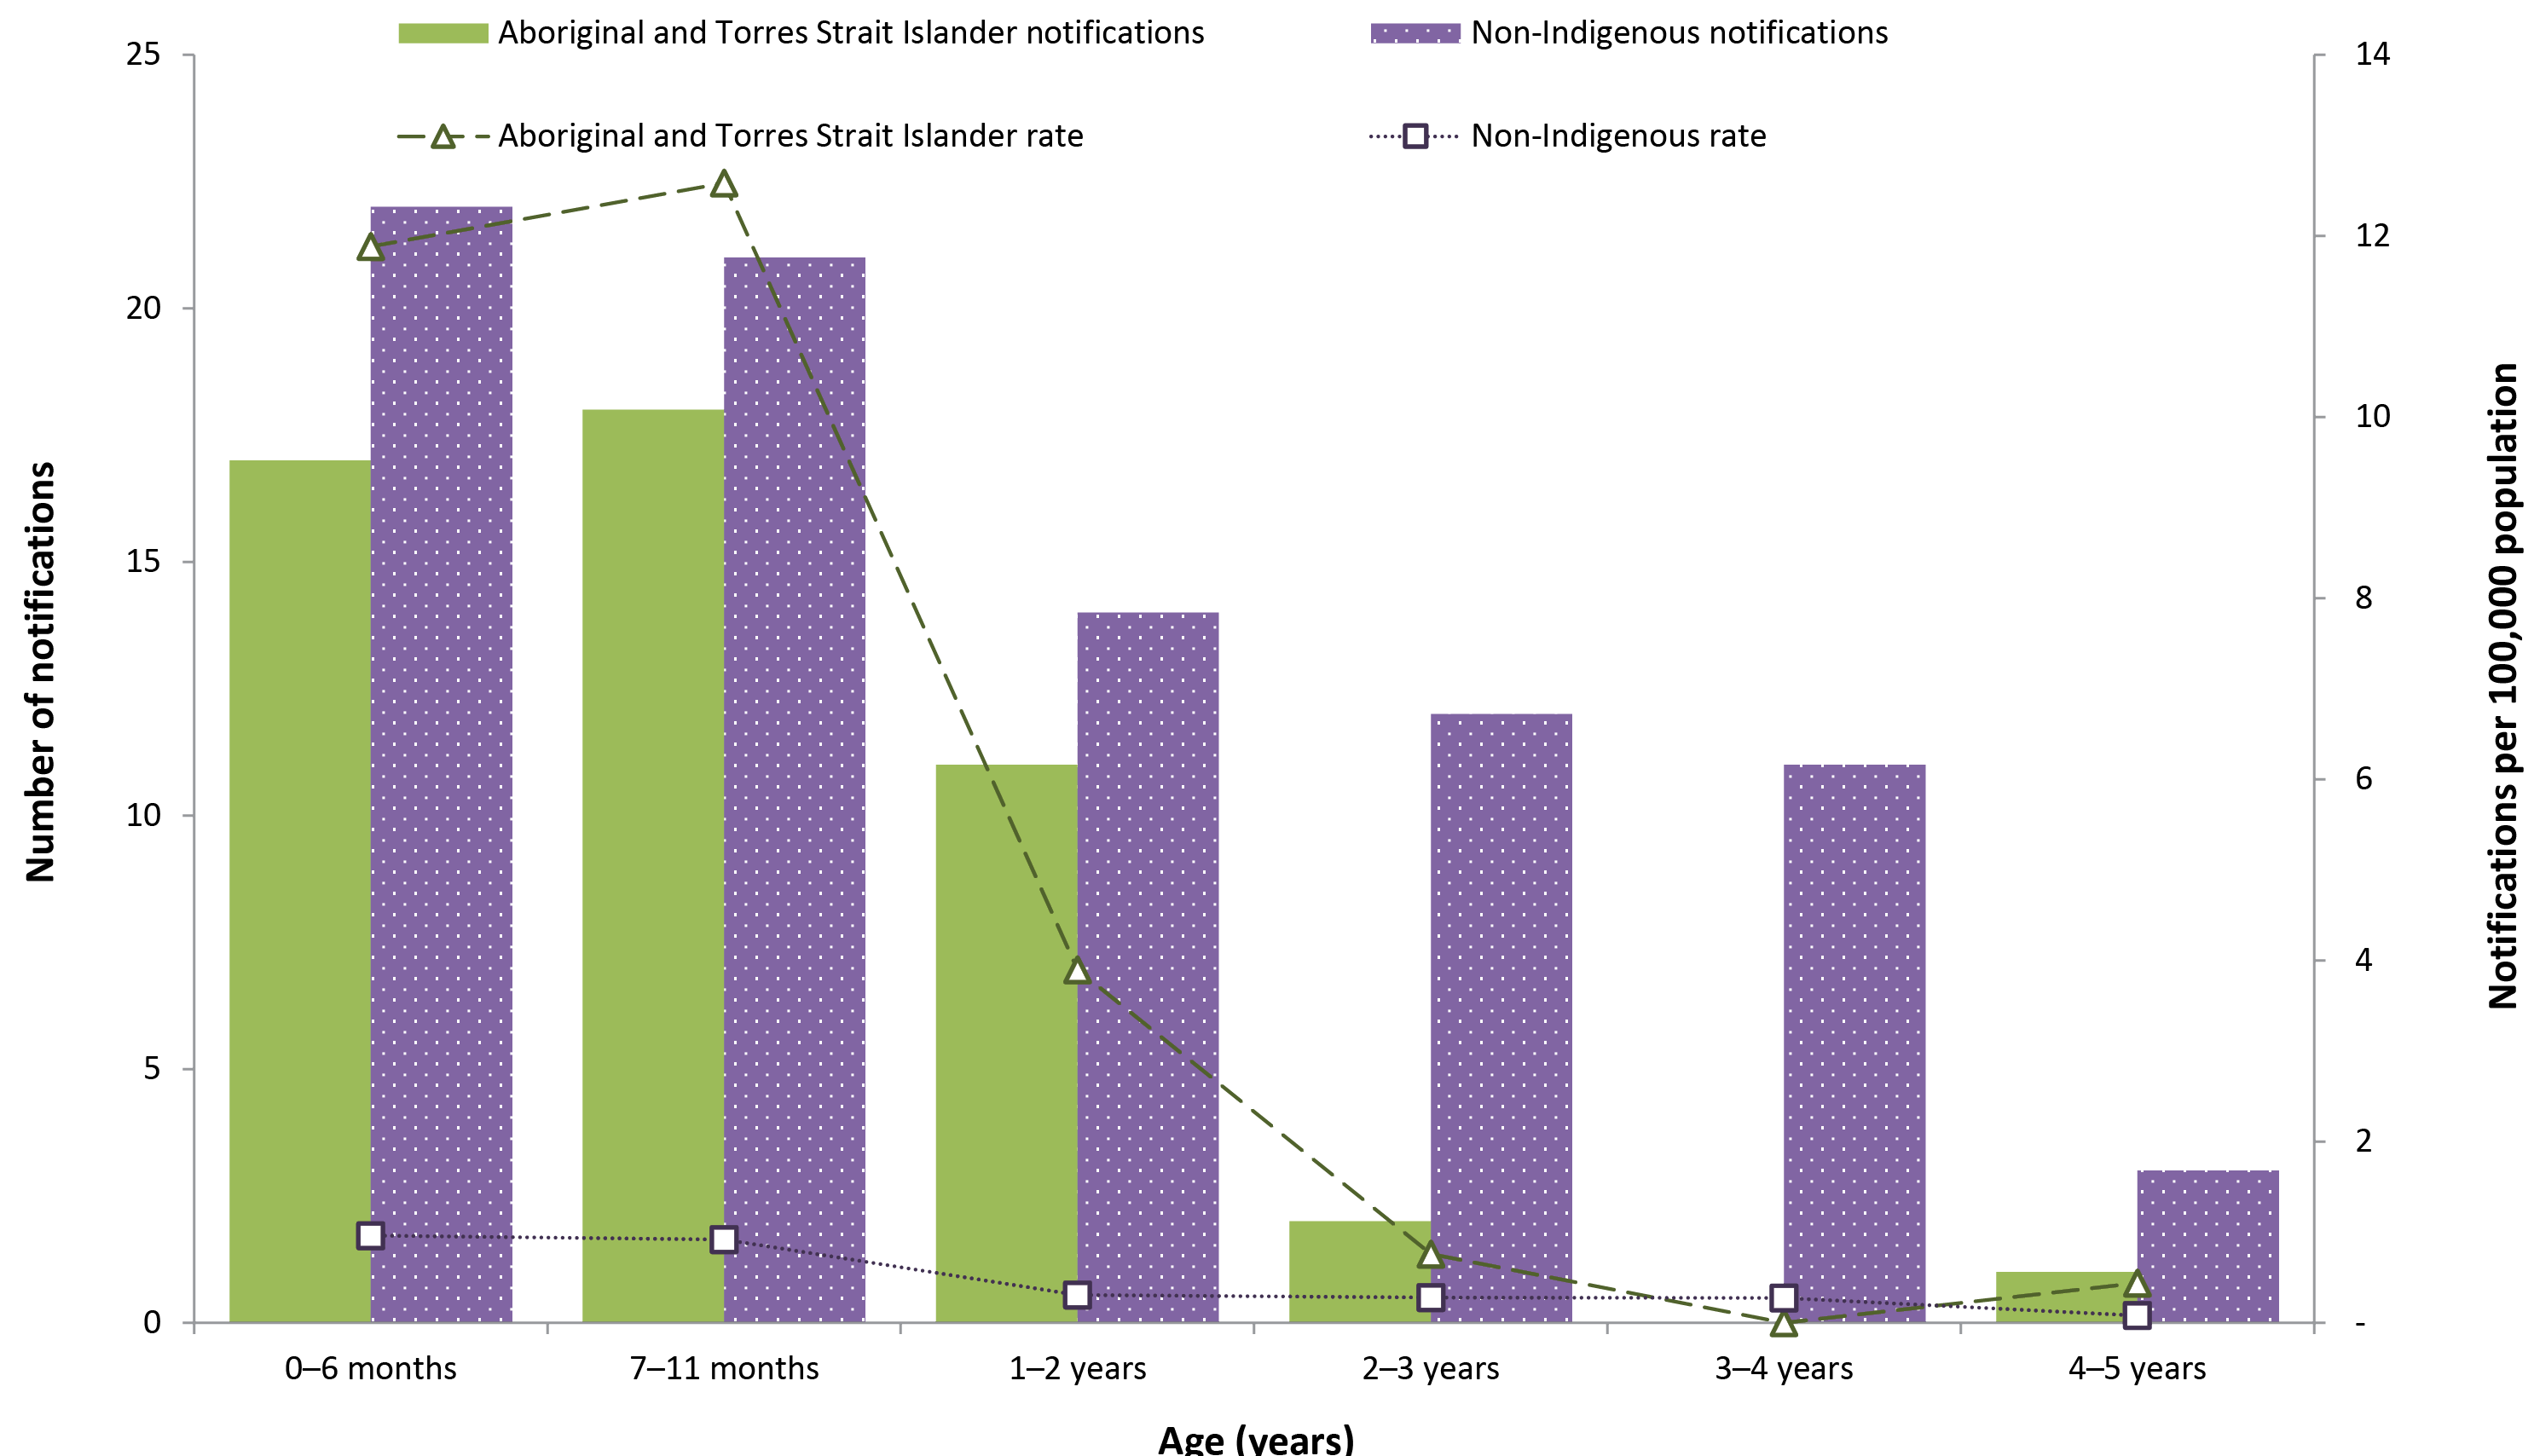 Aboriginal and Torres Strait Islander notifications
Non-Indigenous notifications
Aboriginal and Torres Strait Islander rate
Non-Indigenous rate
25
20
15
10
5
0
Number of notifications
14
12
10
8
6
4
2
-
Notifications per 100,000 population
0–6 months
7–11 months
1–2 years
2–3 years
3–4 years
4–5 years
Age (years)